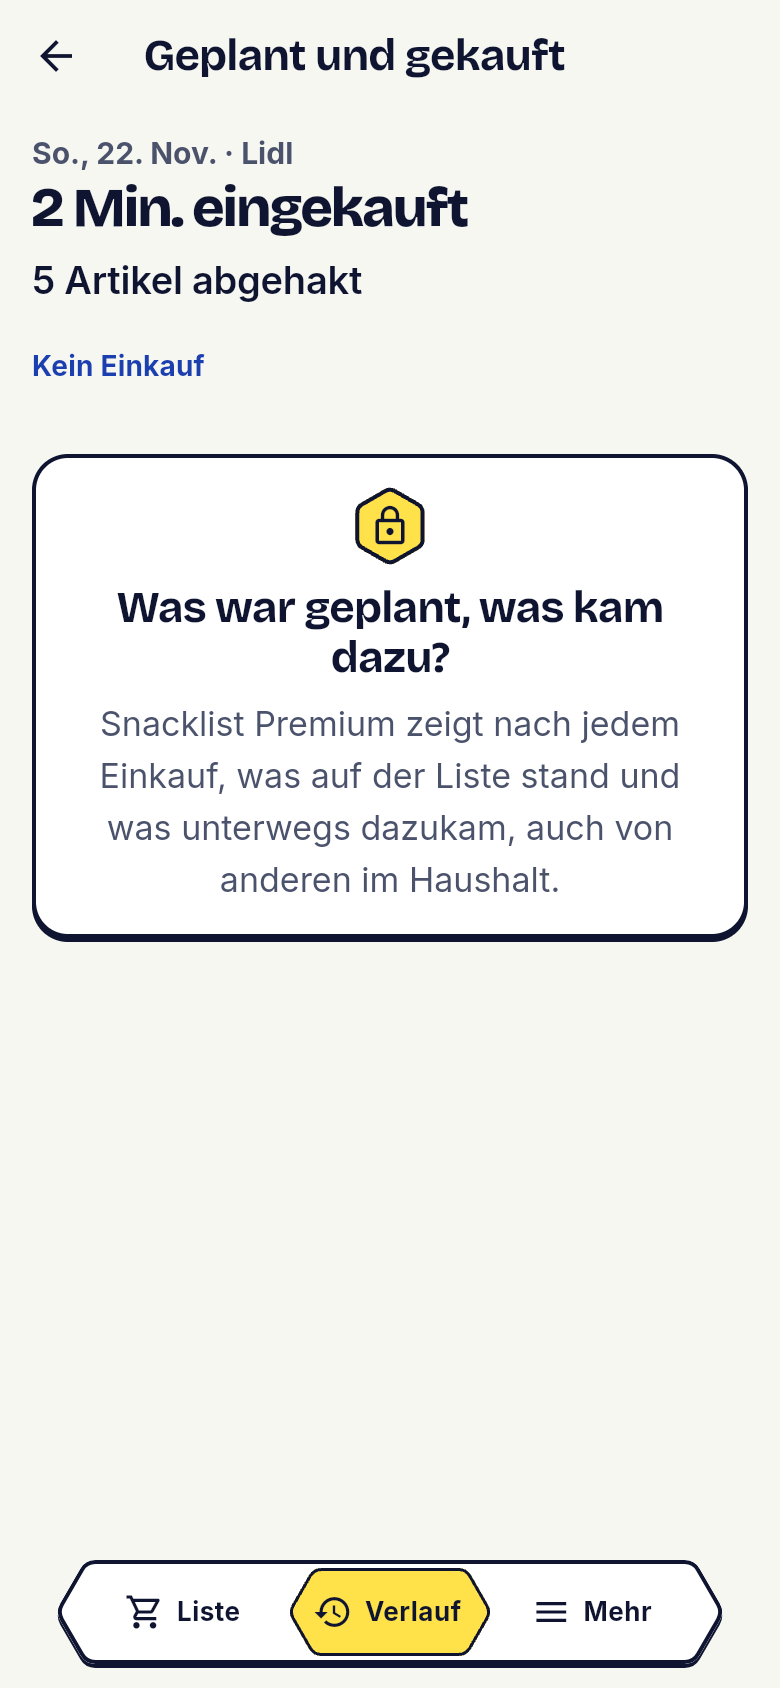 Geplant und gekauft
So., 22. Nov. · Lidl
2 Min. eingekauft
5 Artikel abgehakt
Kein Einkauf
Was war geplant, was kam
dazu?
Snacklist Premium zeigt nach jedem
Einkauf, was auf der Liste stand und
was unterwegs dazukam, auch von
anderen im Haushalt.
Liste
Verlauf
Mehr